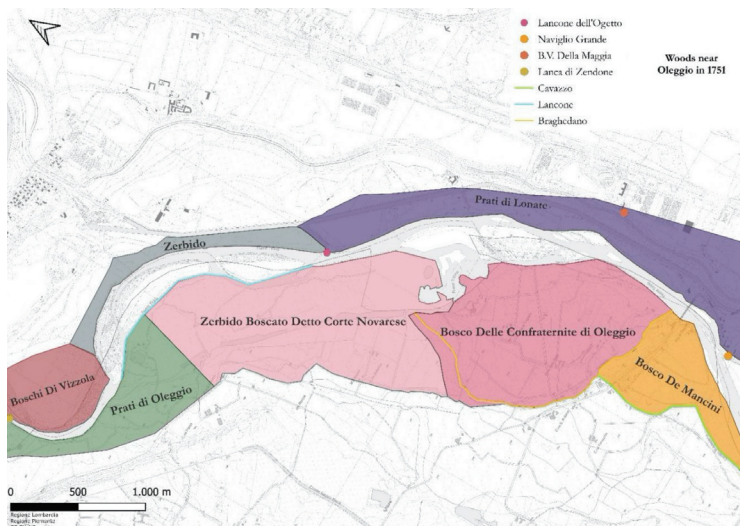 Lancone dell'Ogetto
Naviglio Grande
B.V. Della Maggia
Lanca di Zendone
Cavazzo
Lancone
Braghedano
Woods near
Oleggio in 1751
Prati di Lonate
Zerbido
Zerbido Boscato Detto Corte Novarese
Bosco Delle Confraternite di Oleggio
Boschi Di Vizzola
Prati di Oleggio
Bosco De Mancini
0 500 1,000 m
Regione Lombardia
Regione Piemonte